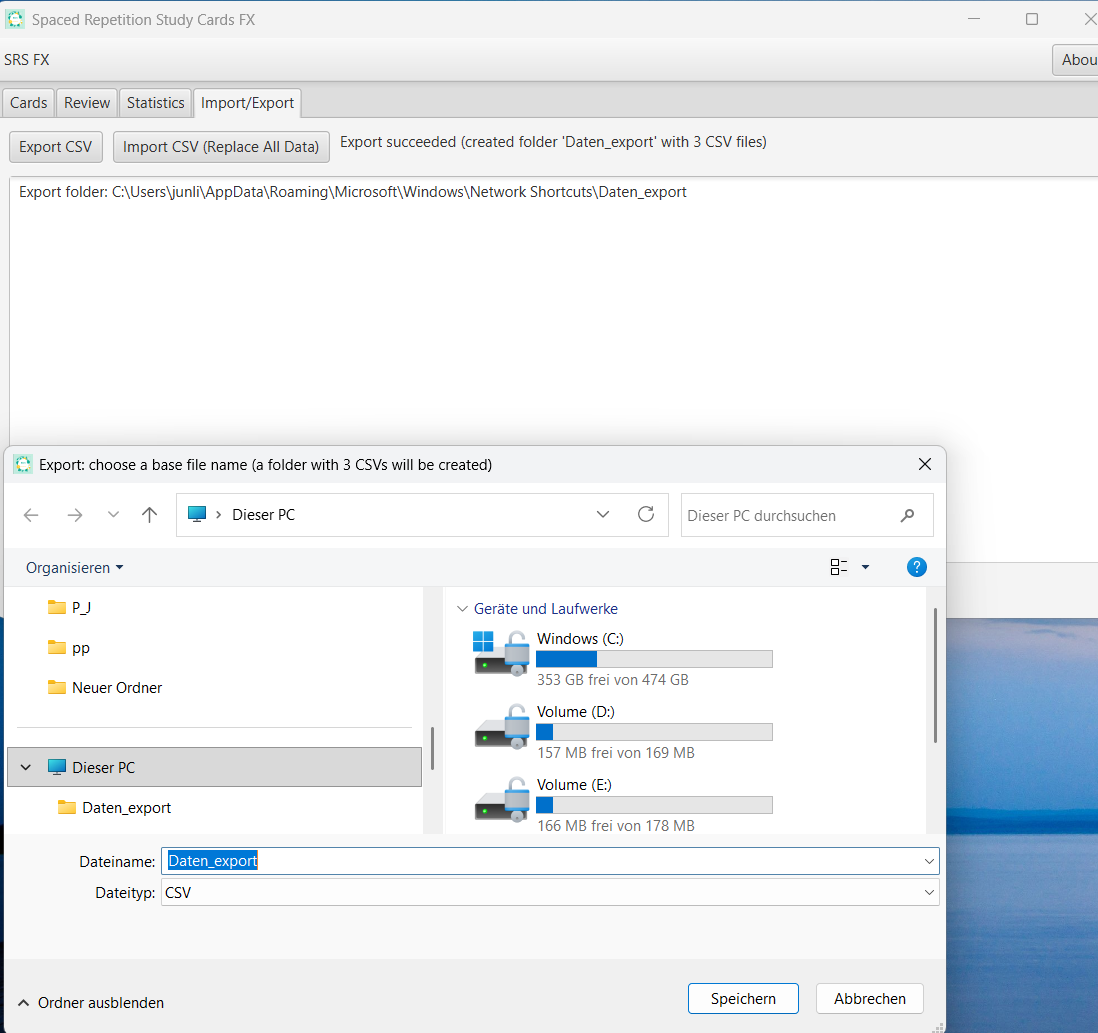 Spaced Repetition Study Cards FX
SRS FX
Abou
Cards Review Statistics Import/Export
Export CSV Import CSV (Replace All Data) Export succeeded (created folder 'Daten_export' with 3 CSV files)
Export folder: C:\Users\junli\AppData\Roaming\Microsoft\Windows\Network Shortcuts\Daten_export
Export: choose a base file name (a folder with 3 CSVs will be created)
Dieser PC
Dieser PC durchsuchen
Organisieren
P_J
pp
Neuer Ordner
Dieser PC
Daten_export
Geräte und Laufwerke
Windows (C:)
353 GB frei von 474 GB
Volume (D:)
157 MB frei von 169 MB
Volume (E:)
166 MB frei von 178 MB
Dateiname: Daten_export
Dateityp: CSV
Ordner ausblenden
Speichern
Abbrechen